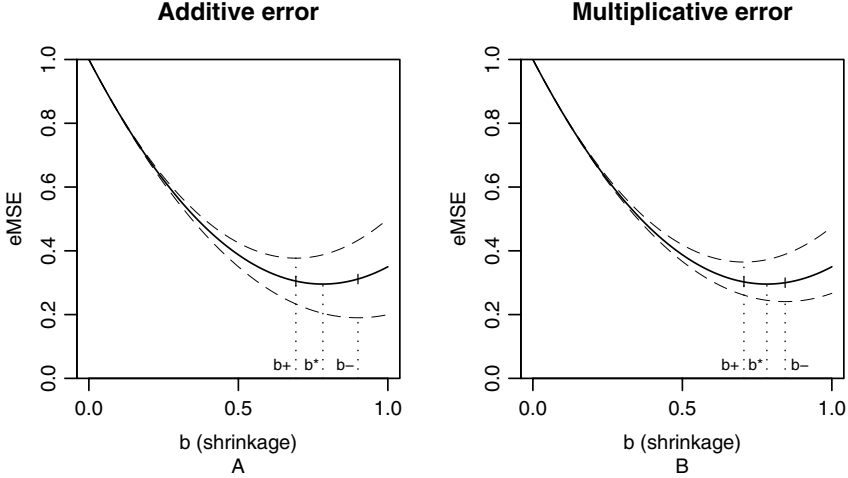 Additive error
eMSE
1.0
0.8
0.6
0.4
0.2
0.0
b+ b* b–
0.0 0.5 1.0
b (shrinkage)
A
Multiplicative error
eMSE
1.0
0.8
0.6
0.4
0.2
0.0
b+ b* b–
0.0 0.5 1.0
b (shrinkage)
B